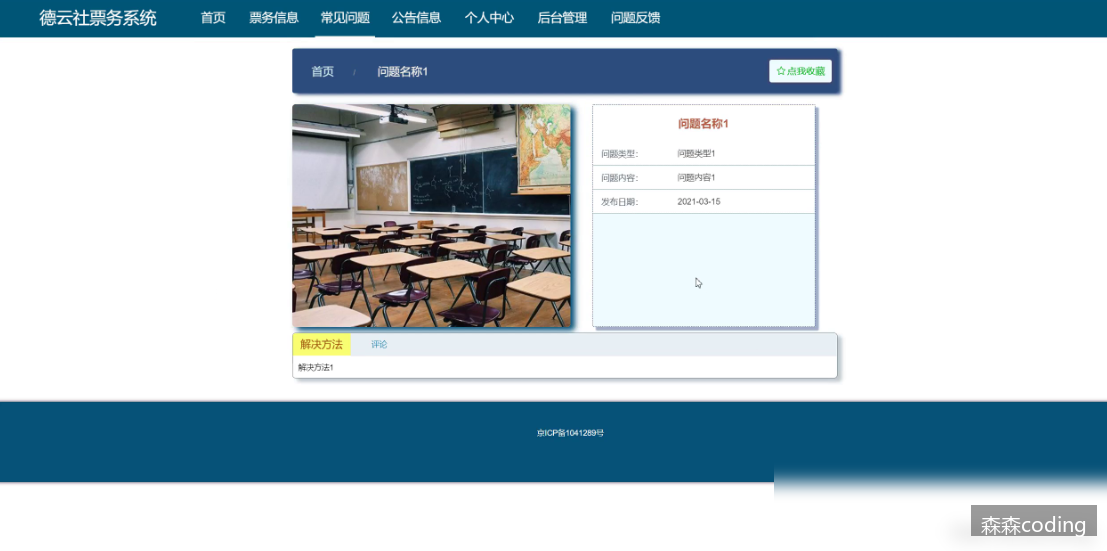 德云社票务系统 首页 票务信息 常见问题 公告信息 个人中心 后台管理 问题反馈
首页 / 问题名称1 ☆点我收藏
问题名称1
问题类型： 问题类型1
问题内容： 问题内容1
发布日期： 2021-03-15
解决方法 评论
解决方法1
京ICP备1041289号
森森coding